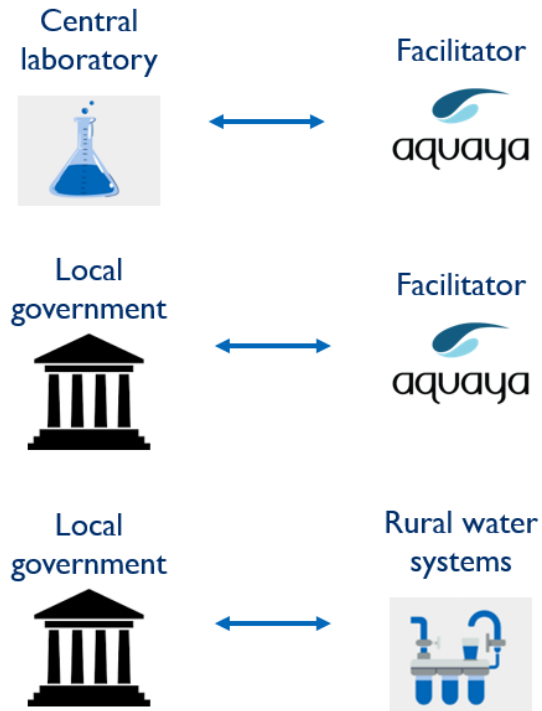 Central
laboratory
Facilitator
aquaya
Local
government
Facilitator
aquaya
Local
government
Rural water
systems